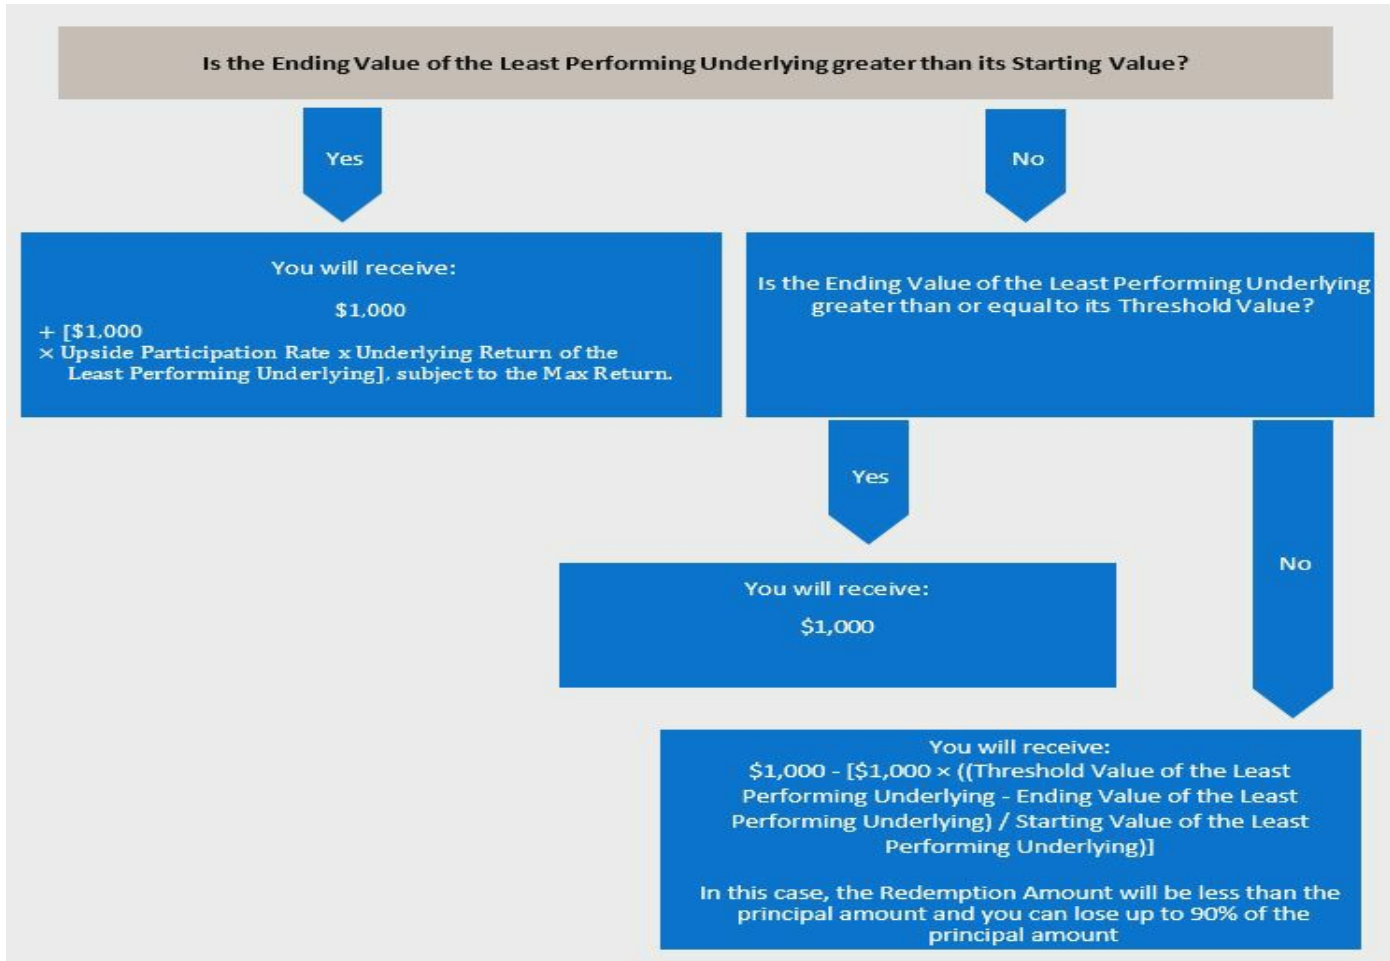 Is the Ending Value of the Least Performing Underlying greater than its Starting Value?
Yes
No
You will receive:
$1,000
+ [$1,000
× Upside Participation Rate x Underlying Return of the
Least Performing Underlying], subject to the Max Return.
Is the Ending Value of the Least Performing Underlying
greater than or equal to its Threshold Value?
Yes
No
You will receive:
$1,000
You will receive:
$1,000 - [$1,000 × ((Threshold Value of the Least
Performing Underlying - Ending Value of the Least
Performing Underlying) / Starting Value of the Least
Performing Underlying)]
In this case, the Redemption Amount will be less than the
principal amount and you can lose up to 90% of the
principal amount